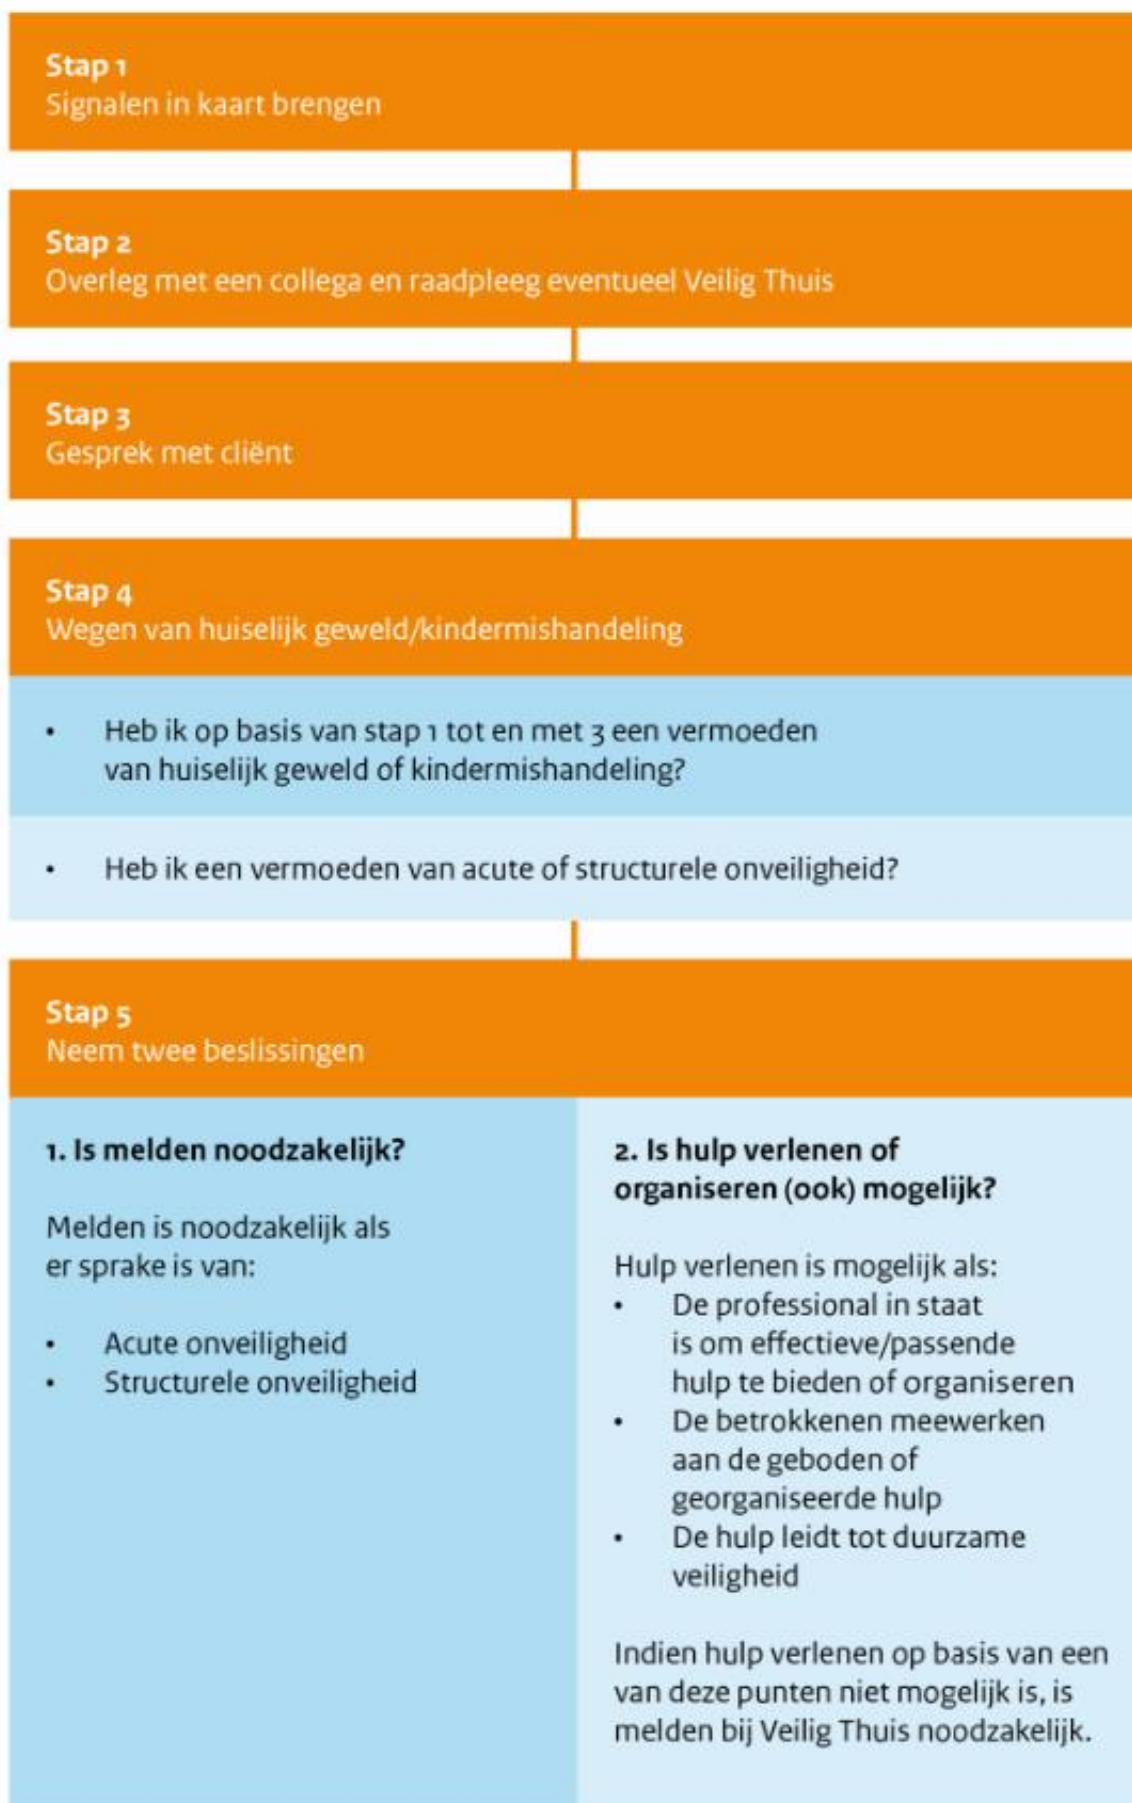 Stap 1
Signalen in kaart brengen
Stap 2
Overleg met een collega en raadpleeg eventueel Veilig Thuis
Stap 3
Gesprek met cliënt
Stap 4
Wegen van huiselijk geweld/kindermishandeling
• Heb ik op basis van stap 1 tot en met 3 een vermoeden
van huiselijk geweld of kindermishandeling?
• Heb ik een vermoeden van acute of structurele onveiligheid?
Stap 5
Neem twee beslissingen
1. Is melden noodzakelijk?
Melden is noodzakelijk als
er sprake is van:
• Acute onveiligheid
• Structurele onveiligheid
2. Is hulp verlenen of
organiseren (ook) mogelijk?
Hulp verlenen is mogelijk als:
• De professional in staat
is om effectieve/passende
hulp te bieden of organiseren
• De betrokkenen meewerken
aan de geboden of
georganiseerde hulp
• De hulp leidt tot duurzame
veiligheid
Indien hulp verlenen op basis van een
van deze punten niet mogelijk is, is
melden bij Veilig Thuis noodzakelijk.